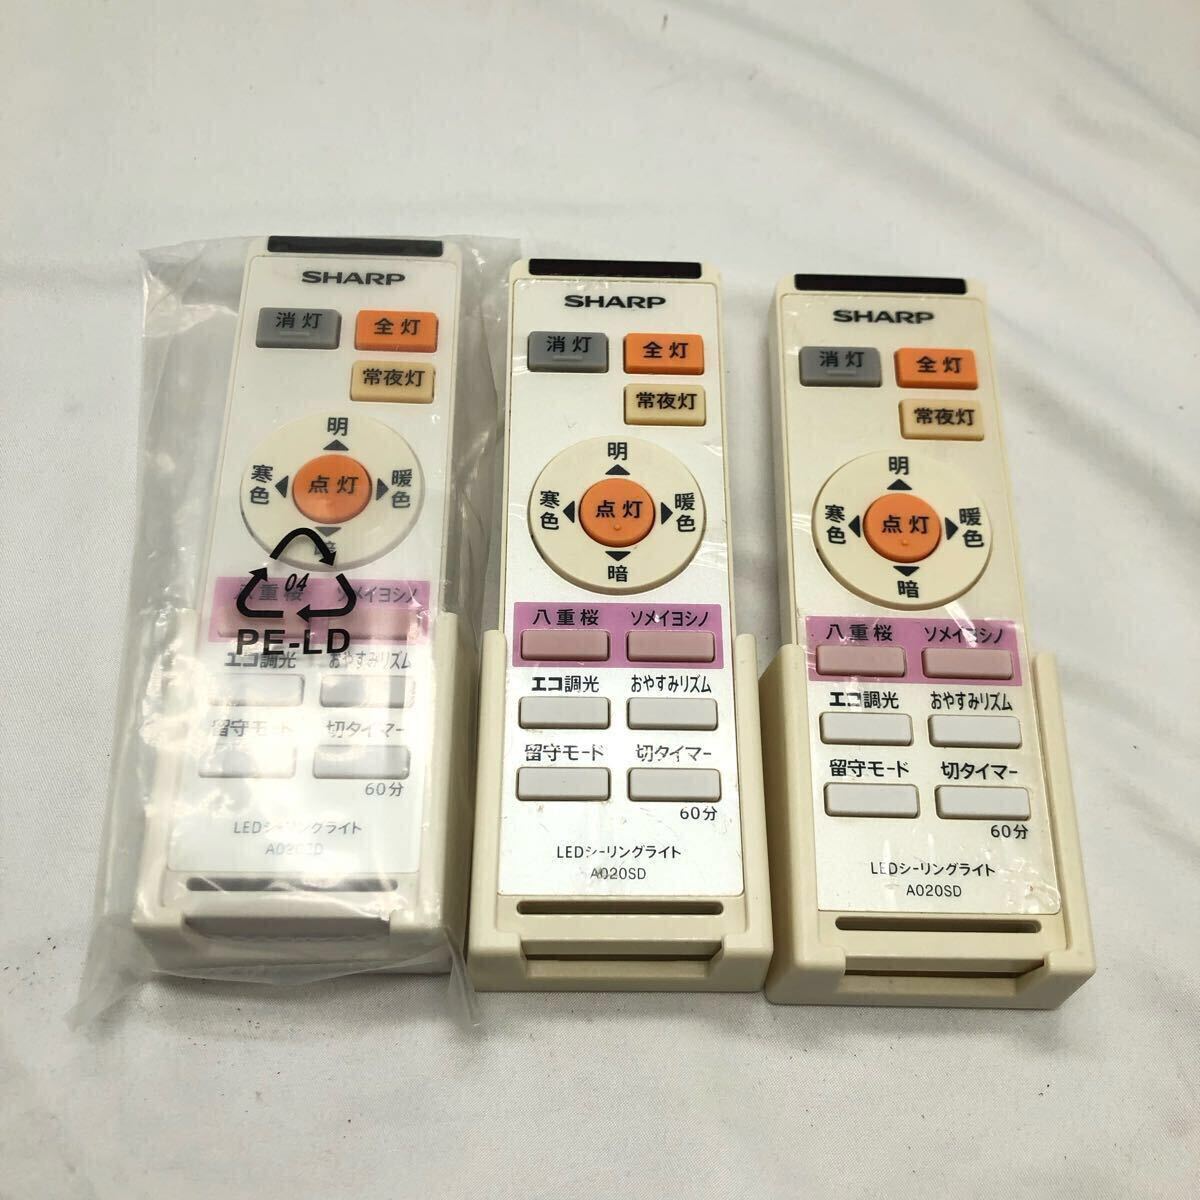 SHARP
消灯 全灯
常夜灯
明
寒色 点灯 暖色
暗
八重桜 ソメイヨシノ
04
PE-LD
エコ調光 おやすみリズム
留守モード 切タイマー
60分
LEDシーリングライト
SHARP
消灯 全灯
常夜灯
明
寒色 点灯 暖色
暗
八重桜 ソメイヨシノ
エコ調光 おやすみリズム
留守モード 切タイマー
60分
LEDシーリングライト
A020SD
SHARP
消灯 全灯
常夜灯
明
寒色 点灯 暖色
暗
八重桜 ソメイヨシノ
エコ調光 おやすみリズム
留守モード 切タイマー
60分
LEDシーリングライト
A020SD